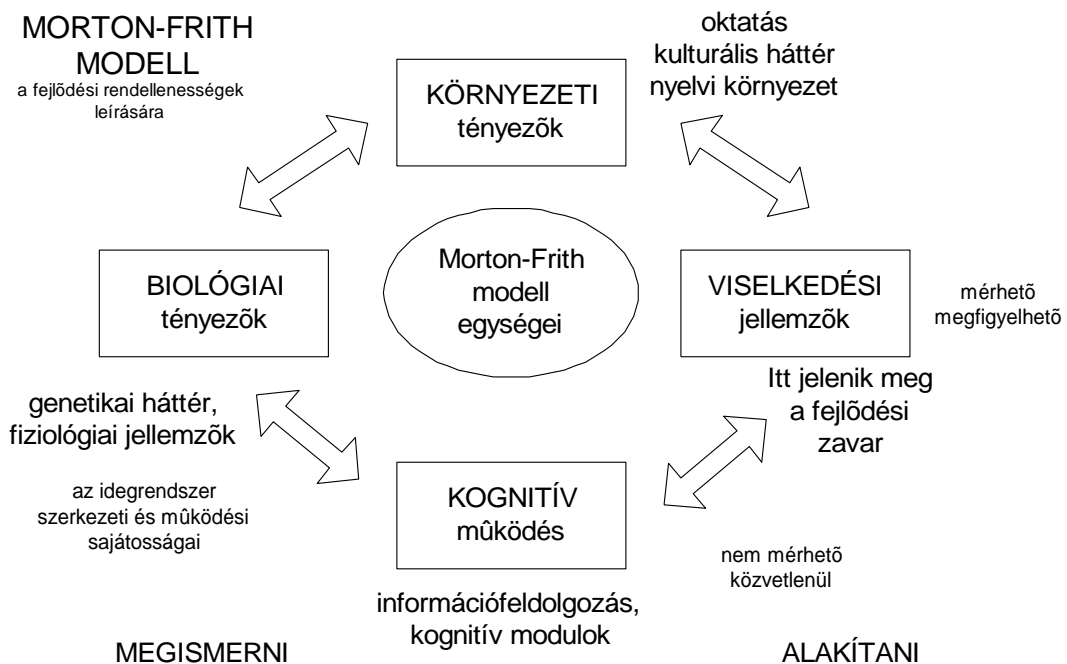 MORTON-FRITH
MODELL
a fejlõdési rendellenességek
leírására
oktatás
kulturális háttér
nyelvi környezet
KÖRNYEZETI
tényezõk
BIOLÓGIAI
tényezõk
Morton-Frith
modell
egységei
VISELKEDÉSI
jellemzõk
mérhetõ
megfigyelhetõ
genetikai háttér,
fiziológiai jellemzõk
Itt jelenik meg
a fejlõdési
zavar
az idegrendszer
szerkezeti és mûködési
sajátosságai
KOGNITÍV
mûködés
nem mérhetõ
közvetlenül
információfeldolgozás,
kognitív modulok
MEGISMERNI
ALAKÍTANI